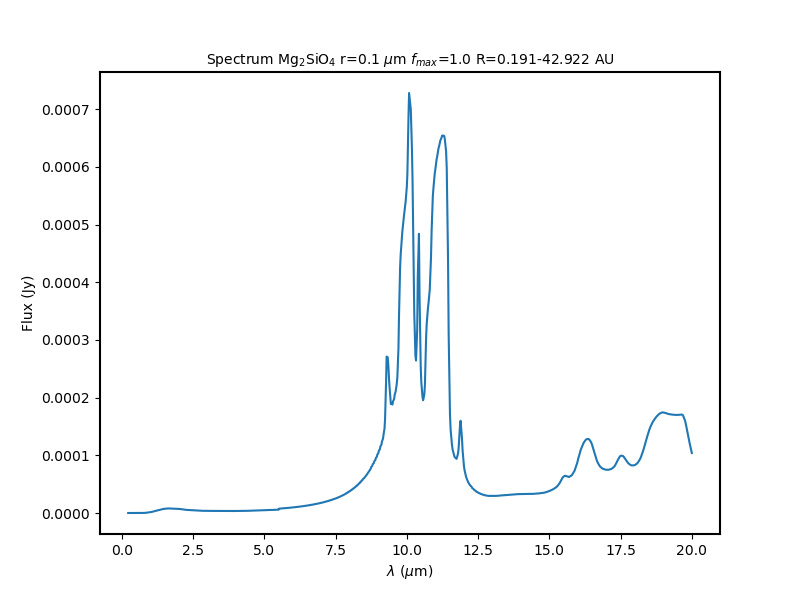 Spectrum Mg₂SiO₄ r=0.1 μm f_max=1.0 R=0.191-42.922 AU
0.0007
0.0006
0.0005
0.0004
0.0003
0.0002
0.0001
0.0000
Flux (Jy)
0.0 2.5 5.0 7.5 10.0 12.5 15.0 17.5 20.0
λ (μm)